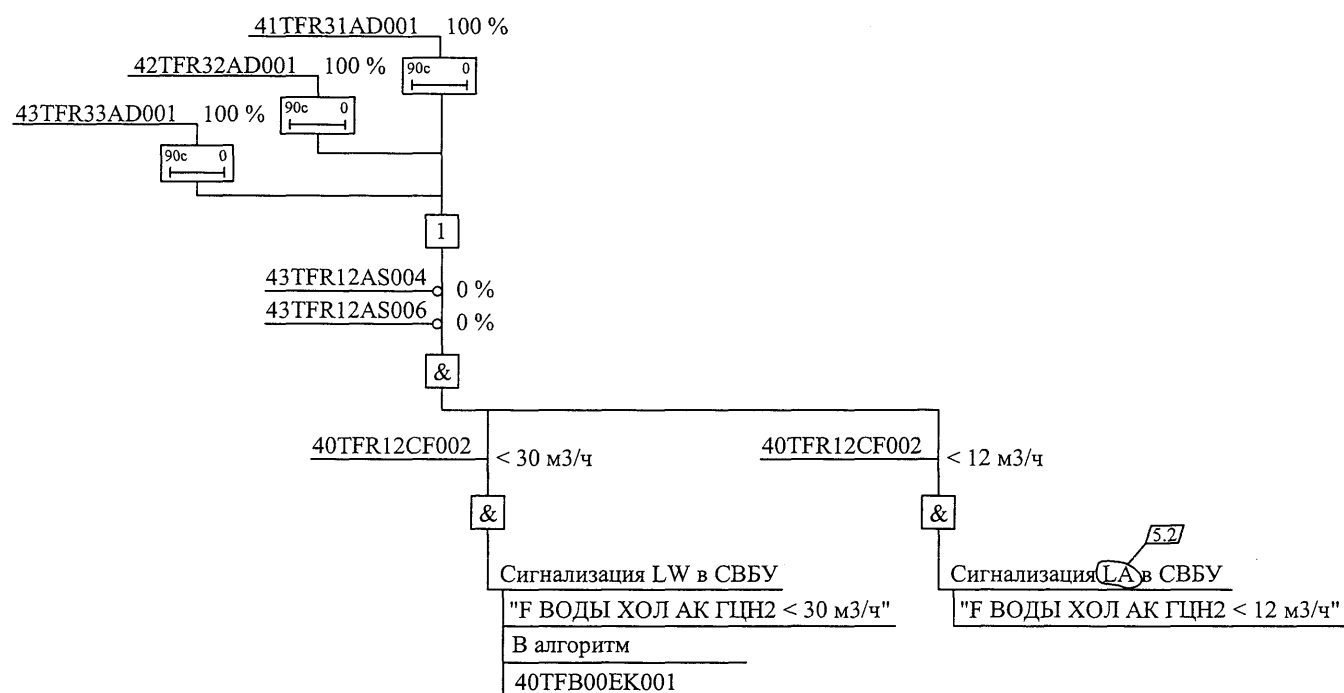 41TFR31AD001 100 %
90с 0
42TFR32AD001 100 %
90с 0
43TFR33AD001 100 %
90с 0
1
43TFR12AS004 0 %
43TFR12AS006 0 %
&
40TFR12CF002 < 30 м3/ч
40TFR12CF002 < 12 м3/ч
&
&
5.2
Сигнализация LW в СВБУ
"F ВОДЫ ХОЛ АК ГЦН2 < 30 м3/ч"
В алгоритм
40TFB00EK001
Сигнализация LA в СВБУ
"F ВОДЫ ХОЛ АК ГЦН2 < 12 м3/ч"